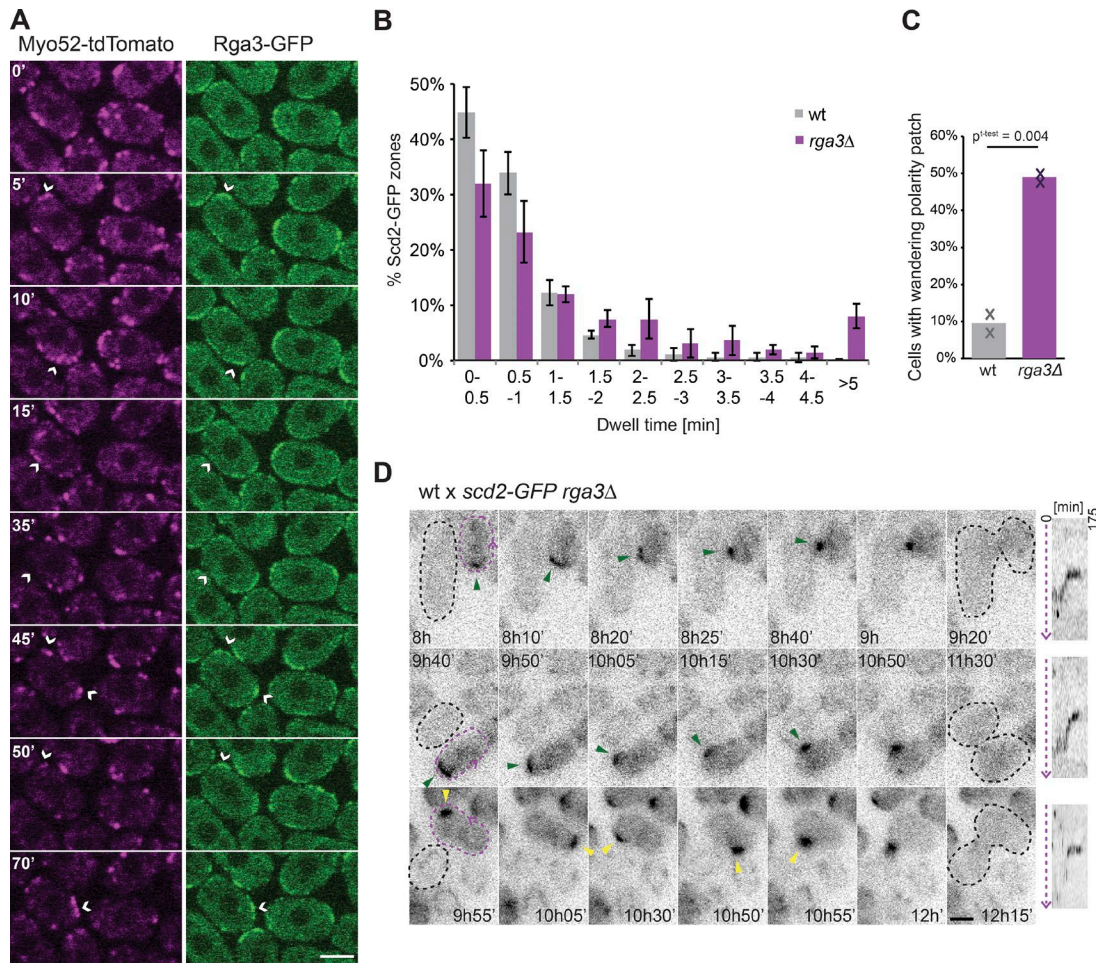 A
Myo52-tdTomato
Rga3-GFP
0’
5’
10’
15’
35’
45’
50’
70’
B
% Scd2-GFP zones
50%
40%
30%
20%
10%
0%
wt
rga3Δ
0-
0.5
0.5
-1
1-
1.5
1.5
-2
2-
2.5
2.5
-3
3-
3.5
3.5
-4
4-
4.5
>5
Dwell time [min]
C
Cells with wandering polarity patch
p^t-test = 0.004
60%
50%
40%
30%
20%
10%
0%
wt
rga3Δ
D
wt x scd2-GFP rga3Δ
[min]
0
175
8h
8h10’
8h20’
8h25’
8h40’
9h
9h20’
9h40’
9h50’
10h05’
10h15’
10h30’
10h50’
11h30’
9h55’
10h05’
10h30’
10h50’
10h55’
12h’
12h15’